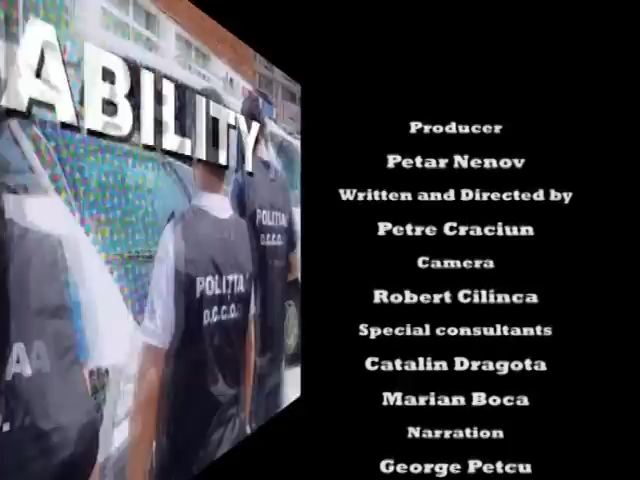 ABILITY
POLITIA
D.C.C.O.
POLITIA
D.C.C.O.
Producer
Petar Nenov
Written and Directed by
Petre Craciun
Camera
Robert Cilinca
Special consultants
Catalin Dragota
Marian Boca
Narration
George Petcu